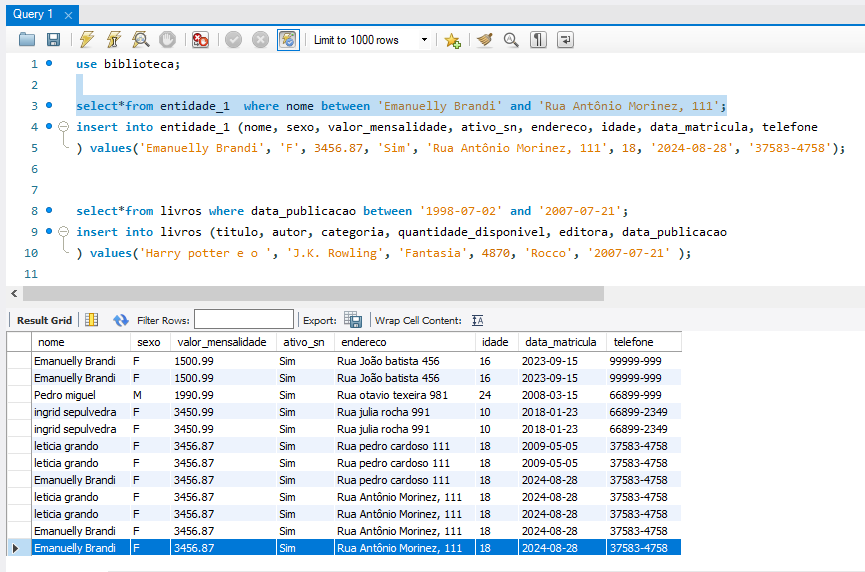 Query 1
Limit to 1000 rows
1 use biblioteca;
2
3 select*from entidade_1  where nome between 'Emanuelly Brandi' and 'Rua Antônio Morinez, 111';
4 insert into entidade_1 (nome, sexo, valor_mensalidade, ativo_sn, endereco, idade, data_matricula, telefone
5 ) values('Emanuelly Brandi', 'F', 3456.87, 'Sim', 'Rua Antônio Morinez, 111', 18, '2024-08-28', '37583-4758');
6
7
8 select*from livros where data_publicacao between '1998-07-02' and '2007-07-21';
9 insert into livros (titulo, autor, categoria, quantidade_disponivel, editora, data_publicacao
10 ) values('Harry potter e o ', 'J.K. Rowling', 'Fantasia', 4870, 'Rocco', '2007-07-21' );
11
Result Grid Filter Rows: Export: Wrap Cell Content:
nome sexo valor_mensalidade ativo_sn endereco idade data_matricula telefone
Emanuelly Brandi F 1500.99 Sim Rua João batista 456 16 2023-09-15 99999-999
Emanuelly Brandi F 1500.99 Sim Rua João batista 456 16 2023-09-15 99999-999
Pedro miguel M 1990.99 Sim Rua otavio texeira 981 24 2008-03-15 66899-999
ingrid sepulvedra F 3450.99 Sim Rua julia rocha 991 10 2018-01-23 66899-2349
ingrid sepulvedra F 3450.99 Sim Rua julia rocha 991 10 2018-01-23 66899-2349
leticia grando F 3456.87 Sim Rua pedro cardoso 111 18 2009-05-05 37583-4758
leticia grando F 3456.87 Sim Rua pedro cardoso 111 18 2009-05-05 37583-4758
Emanuelly Brandi F 3456.87 Sim Rua pedro cardoso 111 18 2024-08-28 37583-4758
leticia grando F 3456.87 Sim Rua Antônio Morinez, 111 18 2024-08-28 37583-4758
leticia grando F 3456.87 Sim Rua Antônio Morinez, 111 18 2024-08-28 37583-4758
Emanuelly Brandi F 3456.87 Sim Rua Antônio Morinez, 111 18 2024-08-28 37583-4758
Emanuelly Brandi F 3456.87 Sim Rua Antônio Morinez, 111 18 2024-08-28 37583-4758